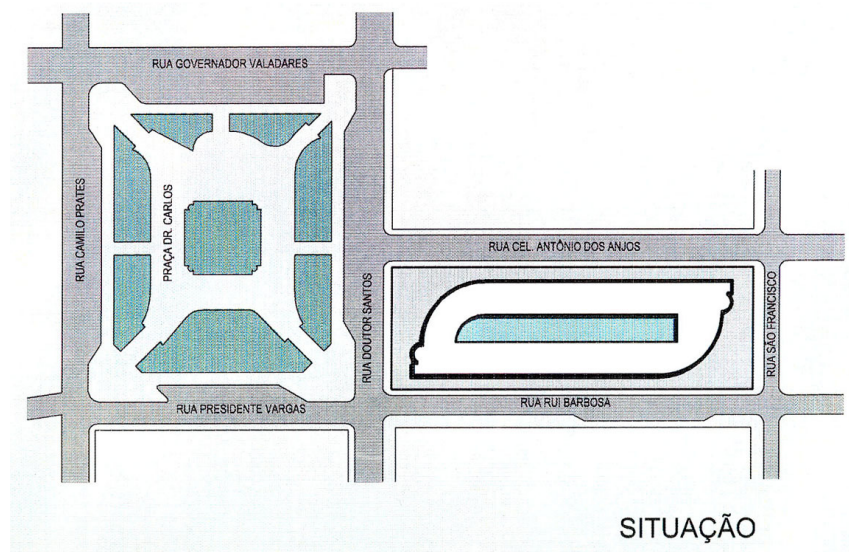 RUA GOVERNADOR VALADARES
RUA CAMILO PRATES
PRAÇA DR. CARLOS
RUA CEL. ANTÔNIO DOS ANJOS
RUA DOUTOR SANTOS
RUA SÃO FRANCISCO
RUA PRESIDENTE VARGAS
RUA RUI BARBOSA
SITUAÇÃO